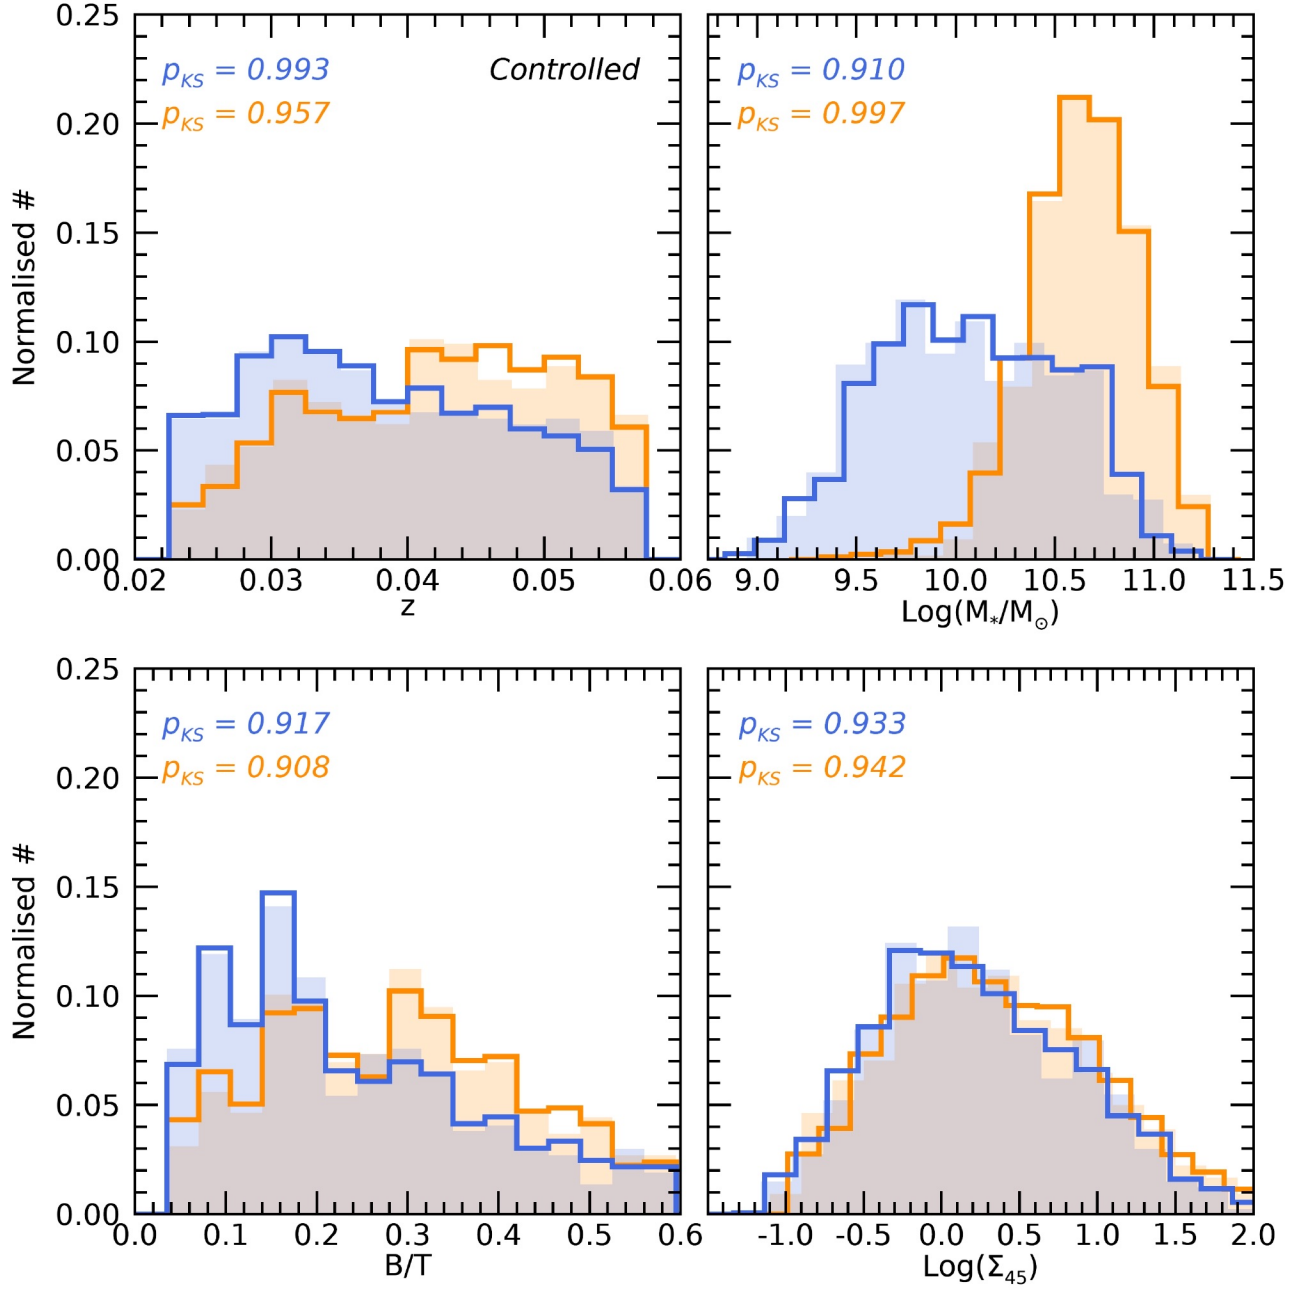 0.25
0.20
0.15
0.10
0.05
0.00
Normalised #
p_KS = 0.993
p_KS = 0.957
Controlled
0.02 0.03 0.04 0.05 0.06
z
p_KS = 0.910
p_KS = 0.997
9.0 9.5 10.0 10.5 11.0 11.5
Log(M_*/M_⊙)
0.25
0.20
0.15
0.10
0.05
0.00
Normalised #
p_KS = 0.917
p_KS = 0.908
0.0 0.1 0.2 0.3 0.4 0.5 0.6
B/T
p_KS = 0.933
p_KS = 0.942
-1.0 -0.5 0.0 0.5 1.0 1.5 2.0
Log(Σ_45)